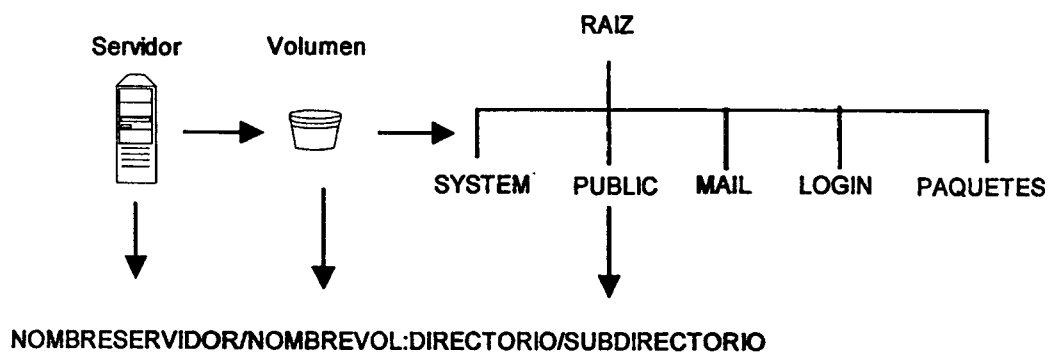 RAIZ
Servidor Volumen
SYSTEM PUBLIC MAIL LOGIN PAQUETES
NOMBRESERVIDOR/NOMBREVOL:DIRECTORIO/SUBDIRECTORIO